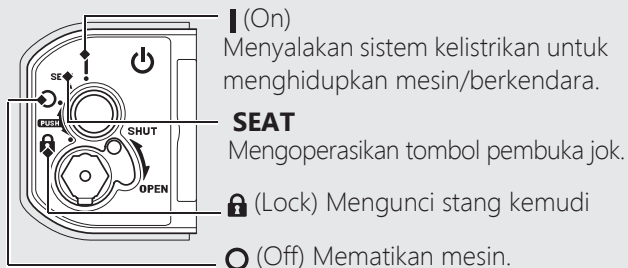 (On)
Menyalakan sistem kelistrikan untuk
menghidupkan mesin/berkendara.
SEAT
Mengoperasikan tombol pembuka jok.
(Lock) Mengunci stang kemudi
(Off) Mematikan mesin.
SE
PUSH
SHUT
OPEN